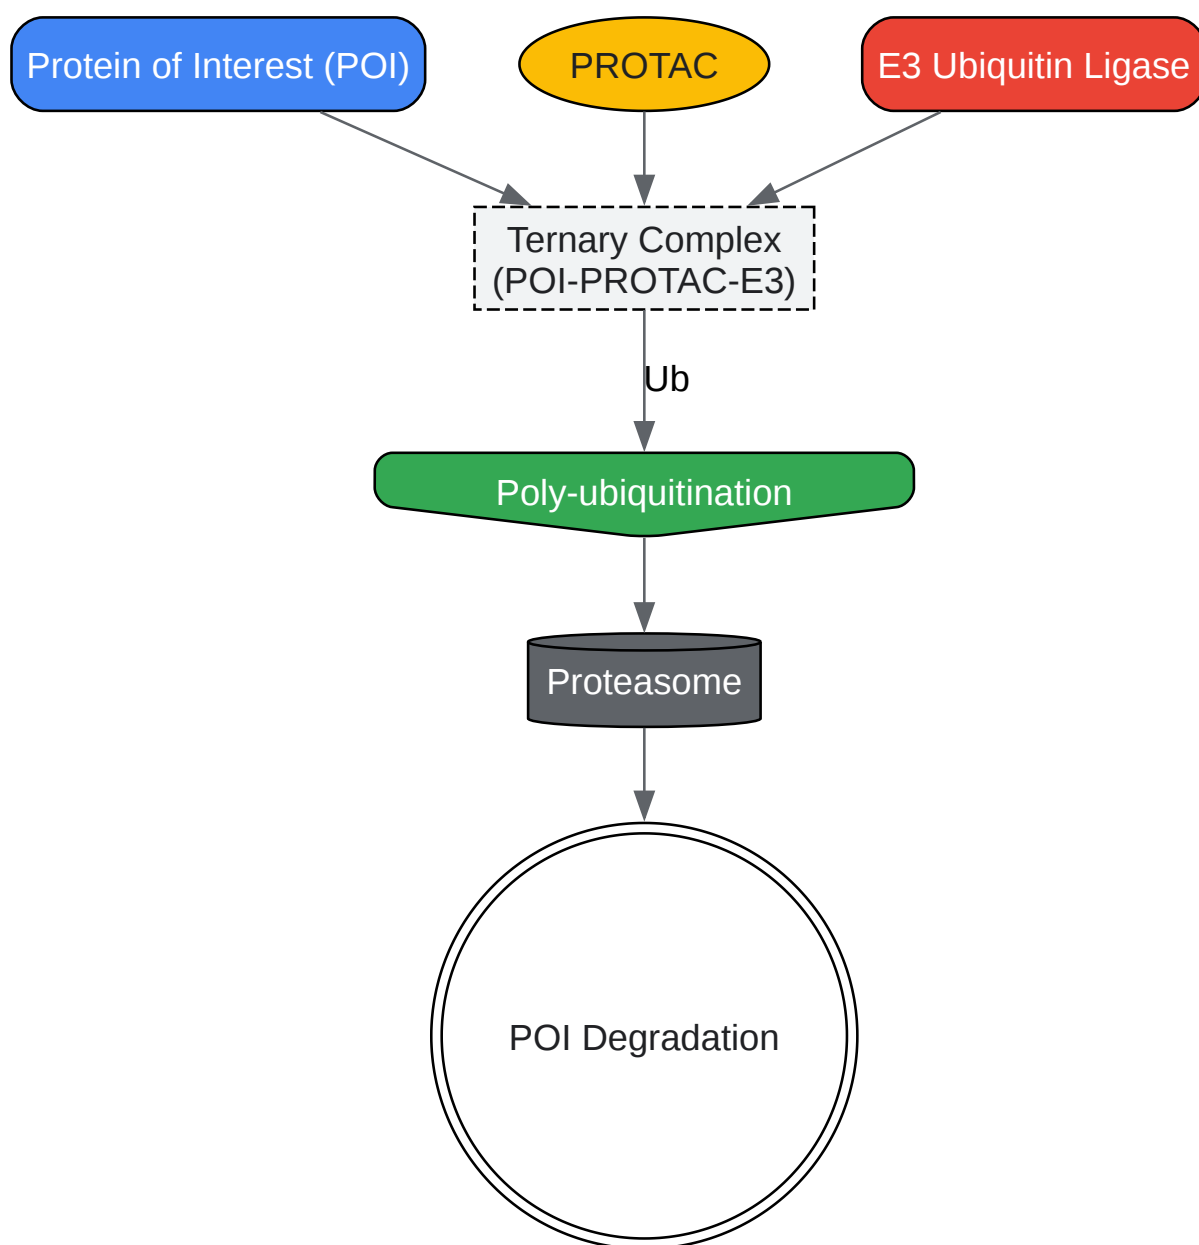 Protein of Interest (POI)
PROTAC
E3 Ubiquitin Ligase
Ternary Complex
(POI-PROTAC-E3)
Ub
Poly-ubiquitination
Proteasome
POI Degradation